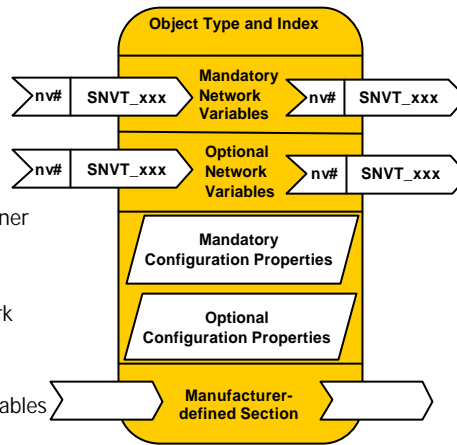 Object Type and Index
nv# SNVT_xxx
Mandatory
Network
Variables
nv# SNVT_xxx
nv# SNVT_xxx
Optional
Network
Variables
nv# SNVT_xxx
ner
Mandatory
Configuration Properties
rk
Optional
Configuration Properties
ables
Manufacturer-
defined Section